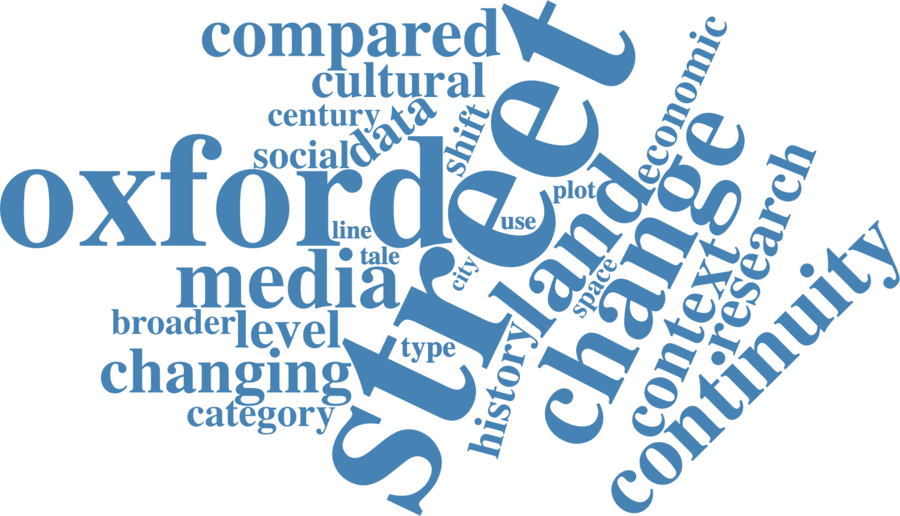 compared
cultural
century
data
social
shift
economic
oxford
street
plot
use
line
tale
city
land
change
research
media
space
context
continuity
broader
level
type
history
changing
category